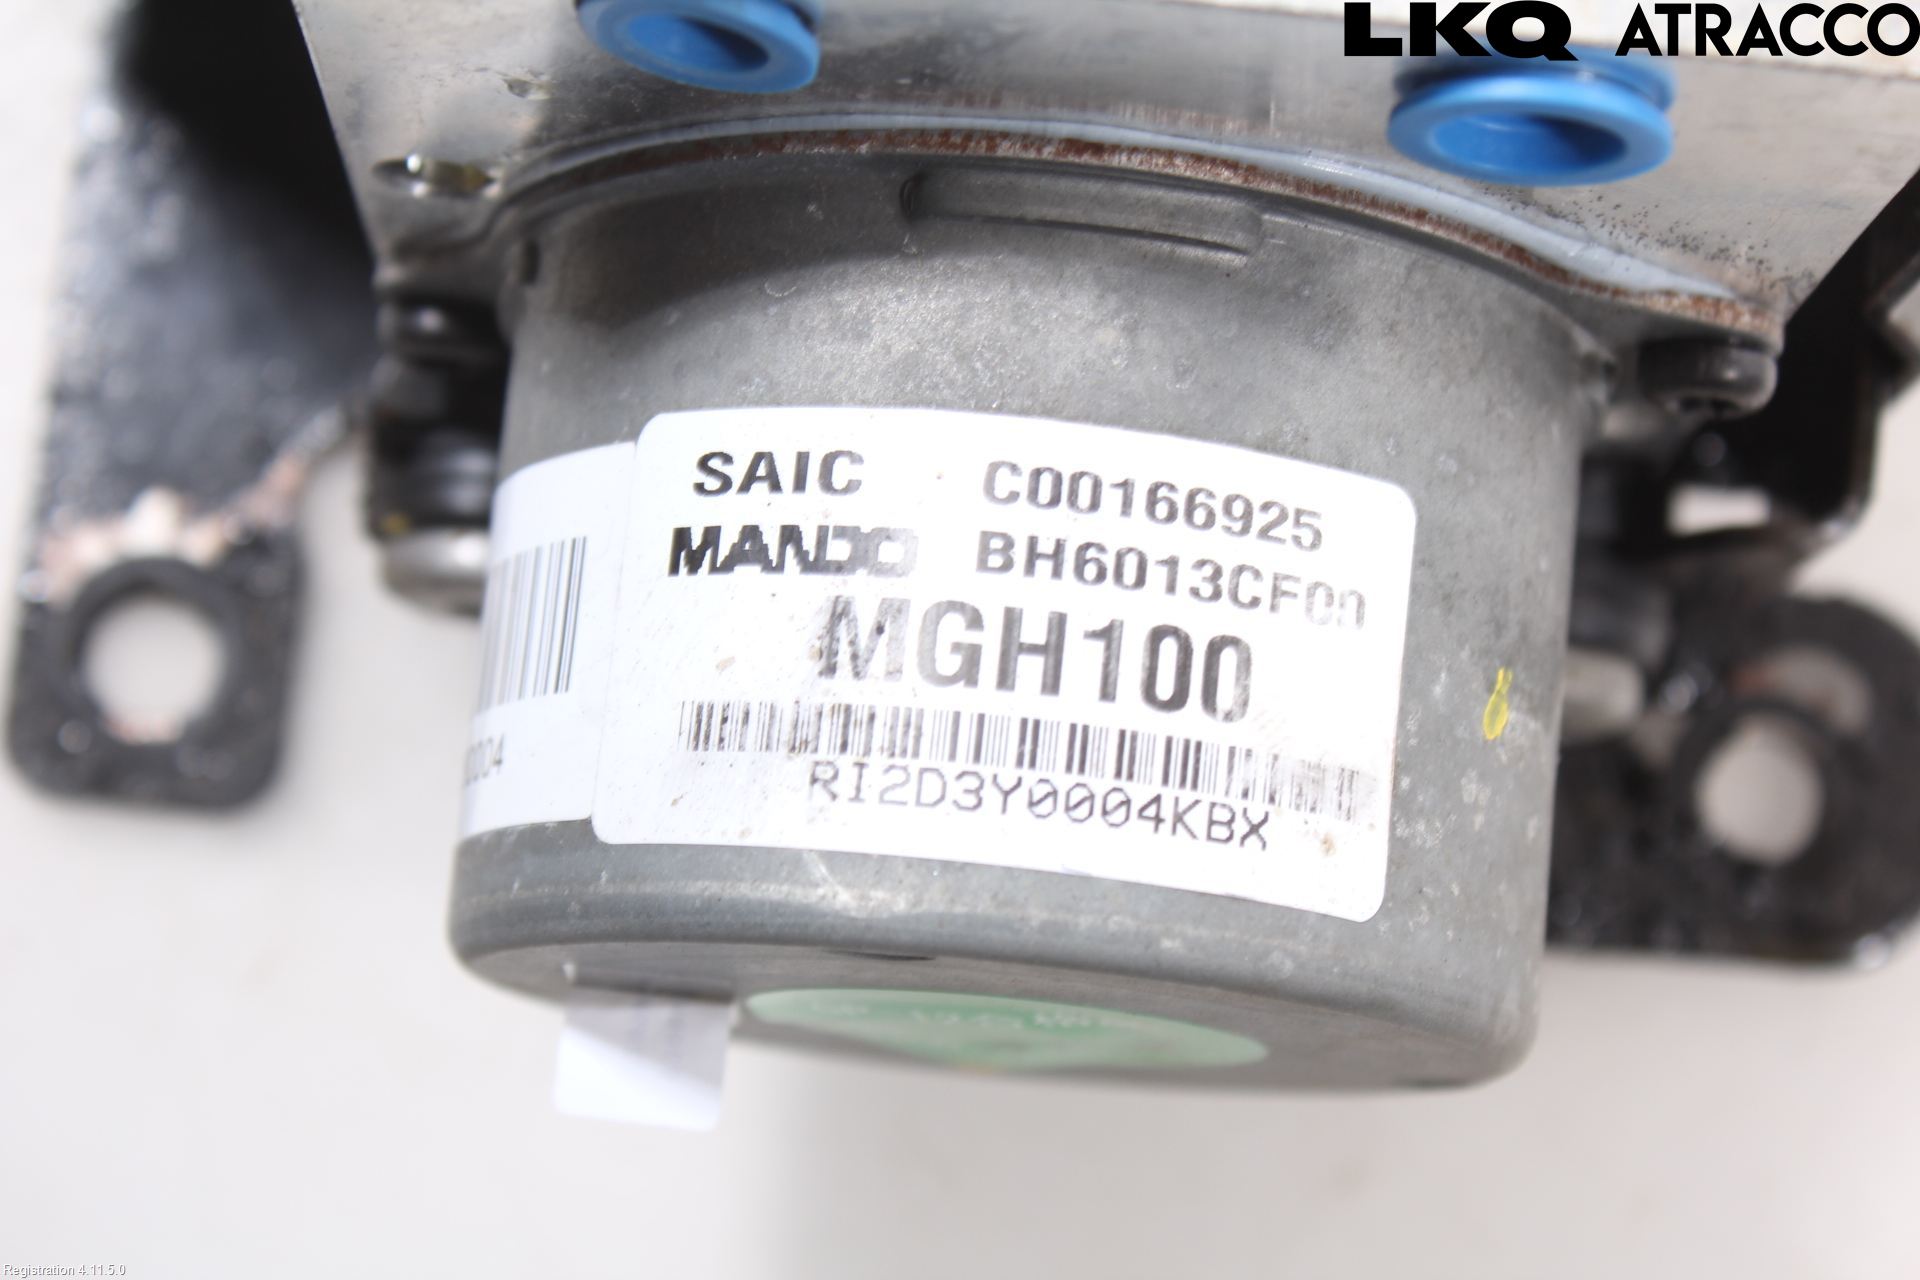 LKQ ATRACCO
SAIC C00166925
MANDO BH6013CF00
MGH100
RI2D3Y0004KBX
Registration 4.11.5.0